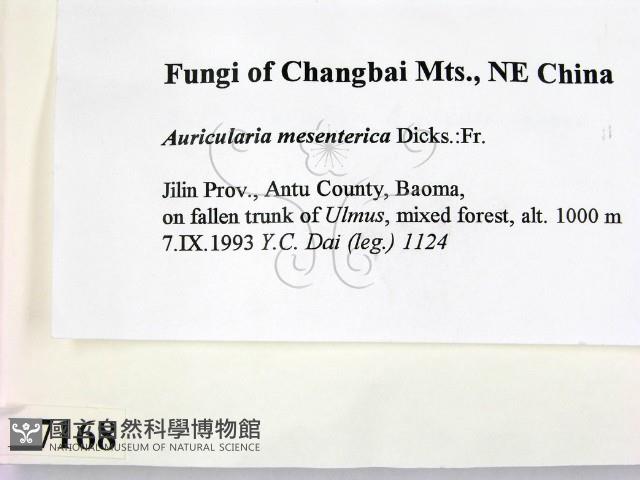 Fungi of Changbai Mts., NE China
Auricularia mesenterica Dicks.:Fr.
Jilin Prov., Antu County, Baoma,
on fallen trunk of Ulmus, mixed forest, alt. 1000 m
7.IX.1993 Y.C. Dai (leg.) 1124
7168
國立自然科學博物館
NATIONAL MUSEUM OF NATURAL SCIENCE